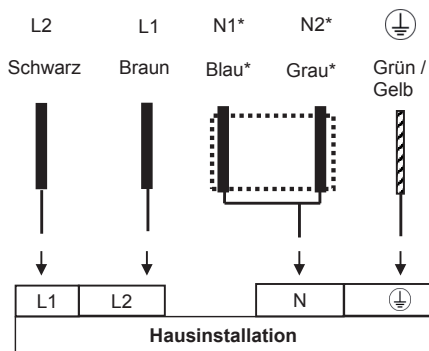 L2 L1 N1* N2*
Schwarz Braun Blau* Grau* Grün /
Gelb
L1 L2 N
Hausinstallation